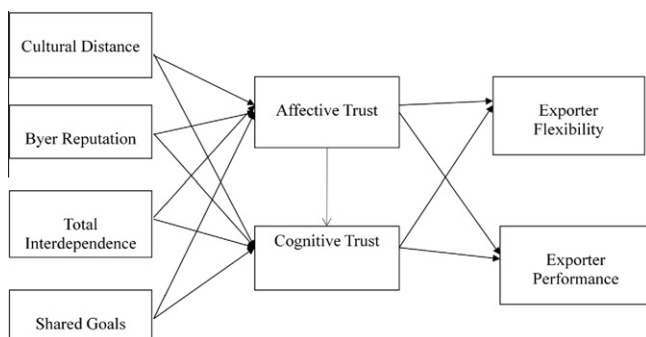 Cultural Distance
Byer Reputation
Total
Interdependence
Shared Goals
Affective Trust
Cognitive Trust
Exporter
Flexibility
Exporter
Performance